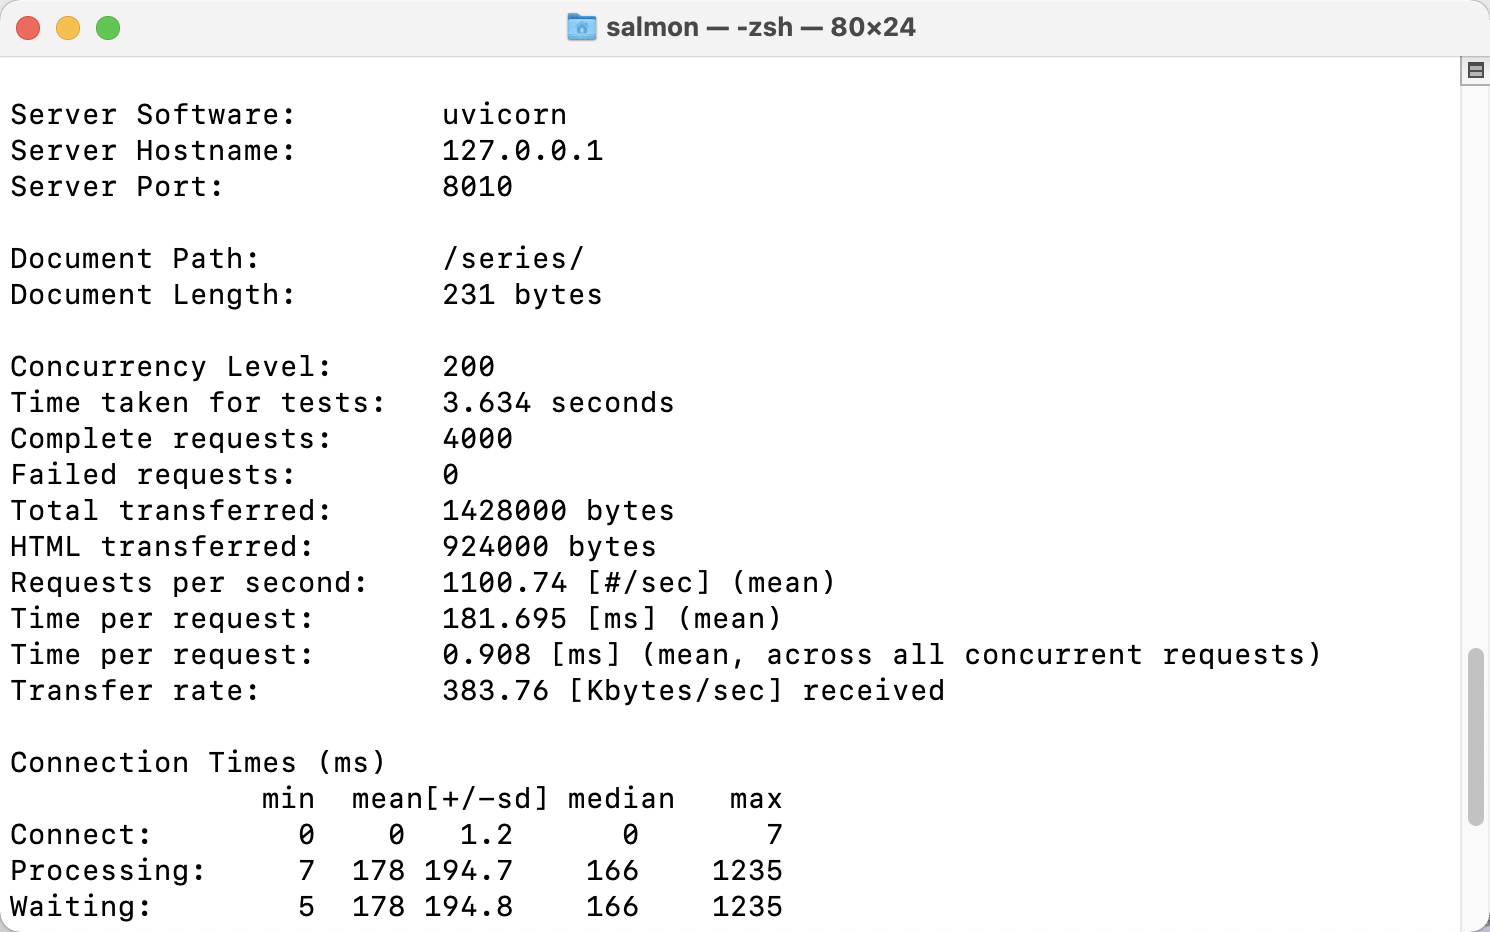 salmon — -zsh — 80×24
Server Software:        uvicorn
Server Hostname:        127.0.0.1
Server Port:            8010
Document Path:          /series/
Document Length:        231 bytes
Concurrency Level:      200
Time taken for tests:   3.634 seconds
Complete requests:      4000
Failed requests:        0
Total transferred:      1428000 bytes
HTML transferred:       924000 bytes
Requests per second:    1100.74 [#/sec] (mean)
Time per request:       181.695 [ms] (mean)
Time per request:       0.908 [ms] (mean, across all concurrent requests)
Transfer rate:          383.76 [Kbytes/sec] received
Connection Times (ms)
              min  mean[+/-sd] median   max
Connect:        0    0   1.2      0       7
Processing:     7  178 194.7    166    1235
Waiting:        5  178 194.8    166    1235